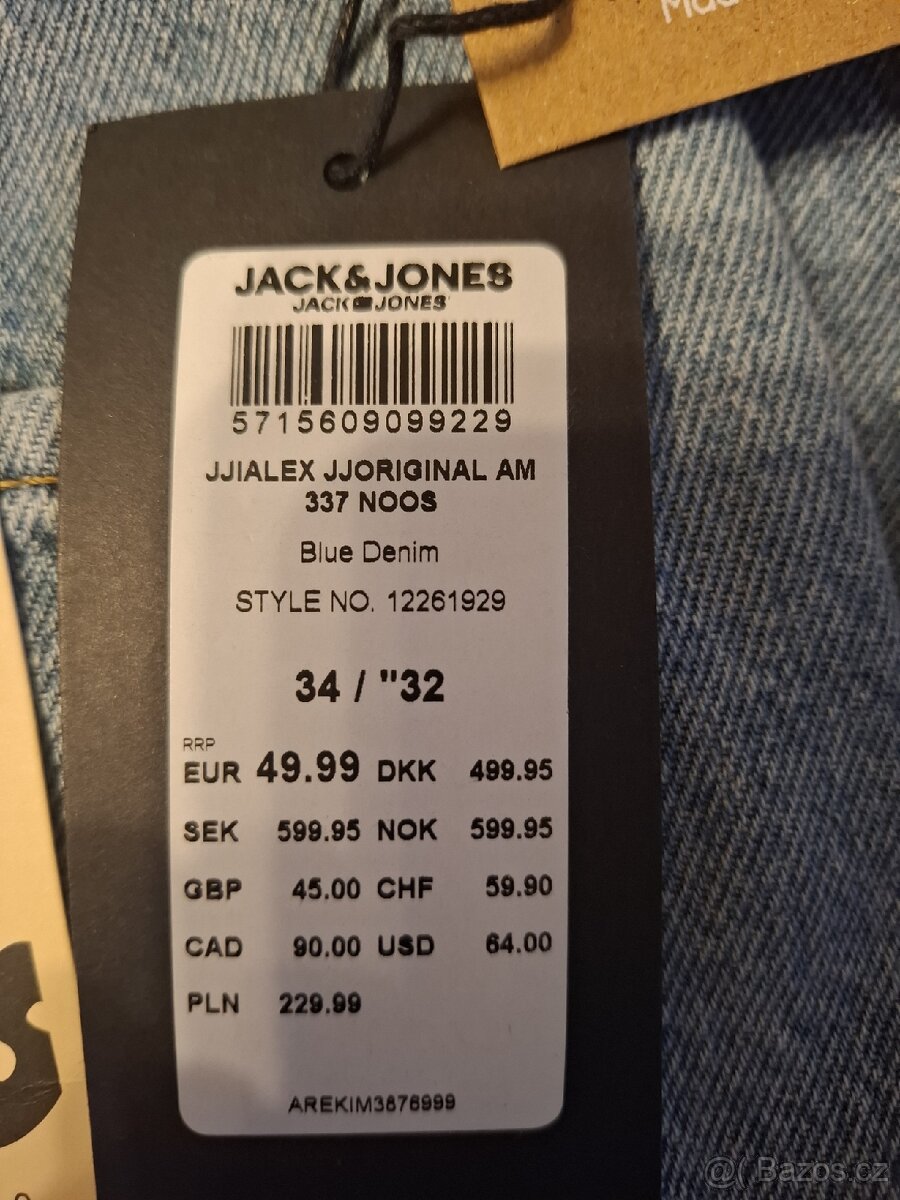 JACK&JONES
JACK & JONES
5715609099229
JJIALEX JJORIGINAL AM
337 NOOS
Blue Denim
STYLE NO. 12261929
34 / "32
RRP
EUR 49.99 DKK 499.95
SEK 599.95 NOK 599.95
GBP 45.00 CHF 59.90
CAD 90.00 USD 64.00
PLN 229.99
AREKIM3876999
@( Bazos.cz